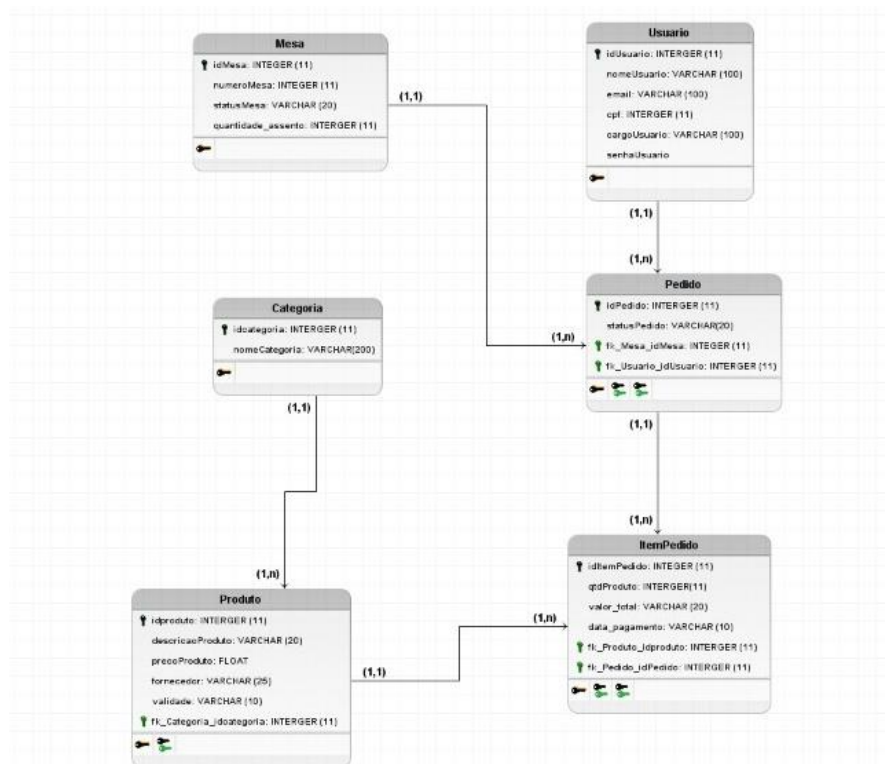 Mesa
idMesa: INTEGER (11)
numeroMesa: INTEGER (11)
statusMesa: VARCHAR (20)
quantidade_assento: INTERGER (11)
(1,1)
Usuario
idUsuario: INTERGER (11)
nomeUsuario: VARCHAR (100)
email: VARCHAR (100)
cpf: INTERGER (11)
cargoUsuario: VARCHAR (100)
senhaUsuario
(1,1)
(1,n)
Pedido
idPedido: INTERGER (11)
statusPedido: VARCHAR(20)
fk_Mesa_idMesa: INTEGER (11)
fk_Usuario_idUsuario: INTERGER (11)
(1,n)
(1,1)
Categoria
idcategoria: INTERGER (11)
nomeCategoria: VARCHAR(200)
(1,1)
(1,n)
(1,n)
ItemPedido
idItemPedido: INTEGER (11)
qtdProduto: INTERGER(11)
valor_total: VARCHAR (20)
data_pagamento: VARCHAR (10)
fk_Produto_idproduto: INTERGER (11)
fk_Pedido_idPedido: INTERGER (11)
(1,n)
Produto
idproduto: INTERGER (11)
descricaoProduto: VARCHAR (20)
precoProduto: FLOAT
fornecedor: VARCHAR (25)
validade: VARCHAR (10)
fk_Categoria_idcategoria: INTERGER (11)
(1,1)